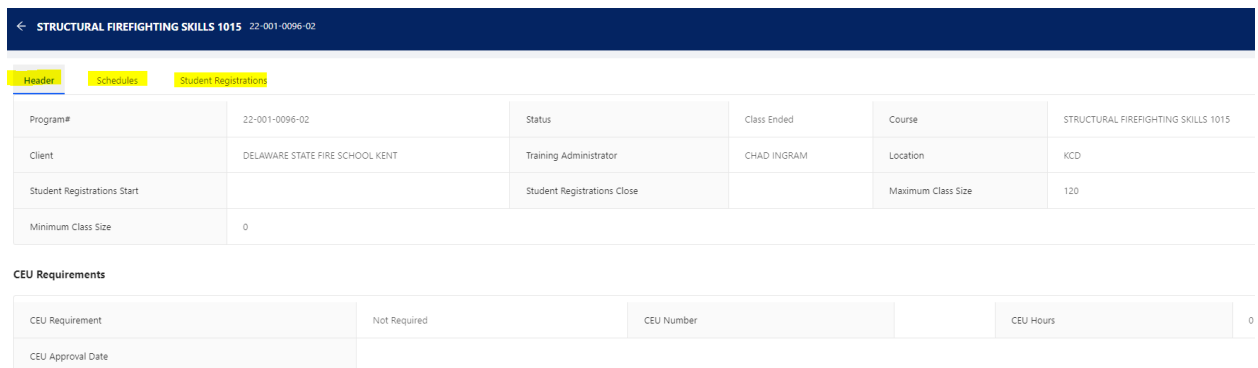 ← STRUCTURAL FIREFIGHTING SKILLS 1015 22-001-0096-02
Header Schedules Student Registrations
Program# 22-001-0096-02 Status Class Ended Course STRUCTURAL FIREFIGHTING SKILLS 1015
Client DELAWARE STATE FIRE SCHOOL KENT Training Administrator CHAD INGRAM Location KCD
Student Registrations Start Student Registrations Close Maximum Class Size 120
Minimum Class Size 0
CEU Requirements
CEU Requirement Not Required CEU Number CEU Hours 0
CEU Approval Date